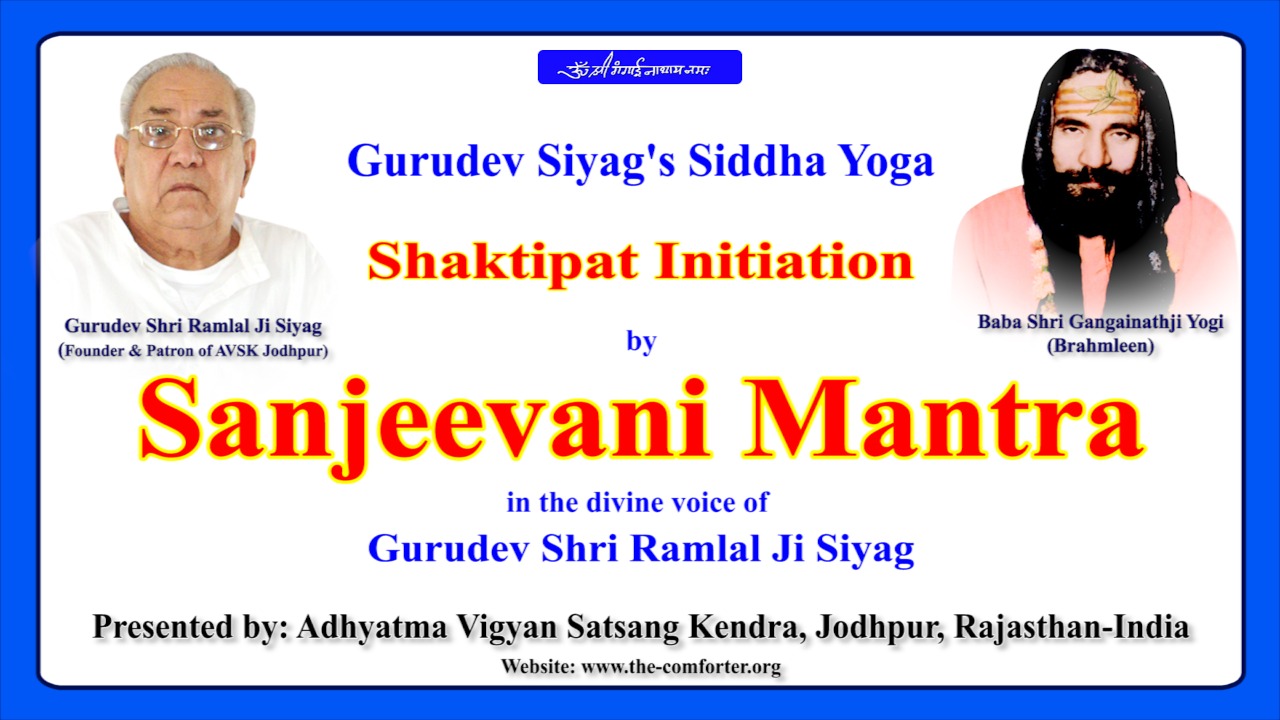 ॐ श्री गंगाईनाथाय नमः
Gurudev Siyag's Siddha Yoga
Shaktipat Initiation
by
Gurudev Shri Ramlal Ji Siyag
(Founder & Patron of AVSK Jodhpur)
Baba Shri Gangainathji Yogi
(Brahmleen)
Sanjeevani Mantra
in the divine voice of
Gurudev Shri Ramlal Ji Siyag
Presented by: Adhyatma Vigyan Satsang Kendra, Jodhpur, Rajasthan-India
Website: www.the-comforter.org